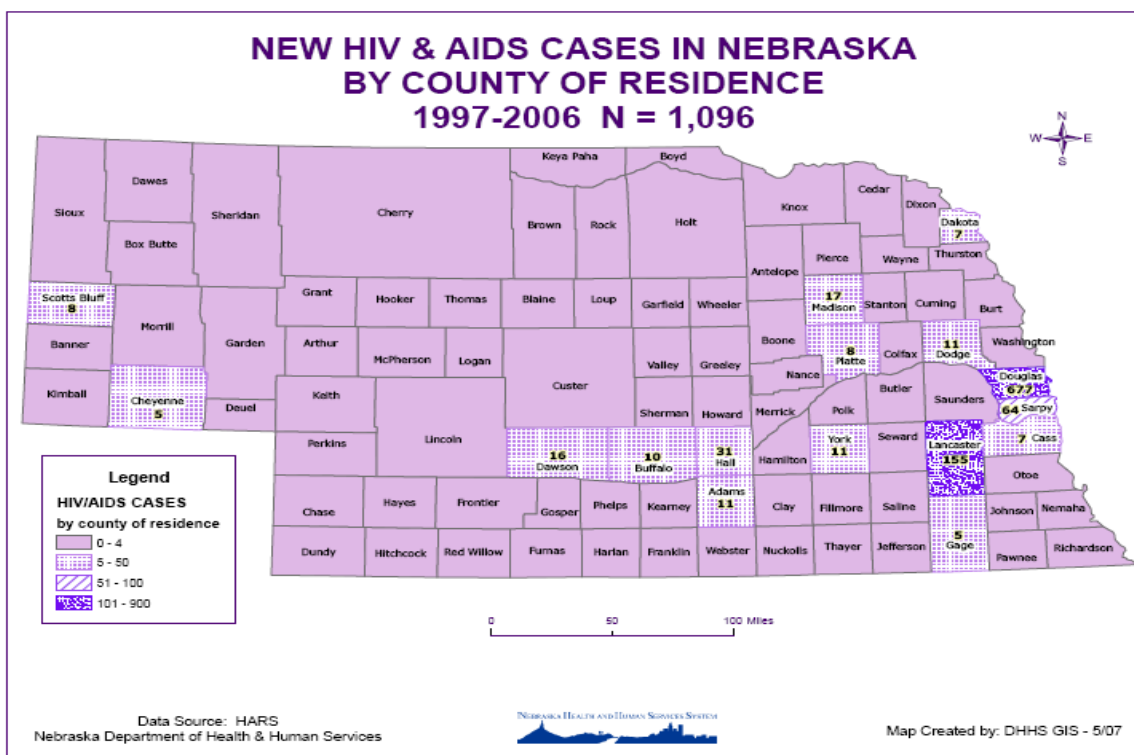 NEW HIV & AIDS CASES IN NEBRASKA
BY COUNTY OF RESIDENCE
1997-2006 N = 1,096
N
W E
S
Keya Paha
Boyd
Dawes
Sioux
Sheridan
Cherry
Box Butte
Brown
Rock
Holt
Knox
Cedar
Dixon
Dakota
7
Antelope
Pierce
Wayne
Thurston
Scotts Bluff
8
Grant
Hooker
Thomas
Blaine
Loup
Garfield
Wheeler
17
Madison
Stanton
Cuming
Burt
Morrill
Banner
Garden
Arthur
McPherson
Logan
Custer
Valley
Greeley
Boone
Nance
8
Platte
Colfax
11
Dodge
Washington
Kimball
Cheyenne
5
Deuel
Keith
Perkins
Lincoln
Sherman
Howard
Merrick
Polk
Butler
Saunders
Douglas
677
64 Sarpy
16
Dawson
10
Buffalo
31
Hall
Hamilton
York
11
Seward
Lancaster
155
7 Cass
Otoe
Chase
Hayes
Frontier
Gosper
Phelps
Kearney
Adams
11
Clay
Fillmore
Saline
5
Gage
Johnson
Nemaha
Dundy
Hitchcock
Red Willow
Furnas
Harlan
Franklin
Webster
Nuckolls
Thayer
Jefferson
Pawnee
Richardson
Legend
HIV/AIDS CASES
by county of residence
0 - 4
5 - 50
51 - 100
101 - 900
0 50 100 Miles
Data Source: HARS
Nebraska Department of Health & Human Services
NEBRASKA HEALTH AND HUMAN SERVICES SYSTEM
Map Created by: DHHS GIS - 5/07